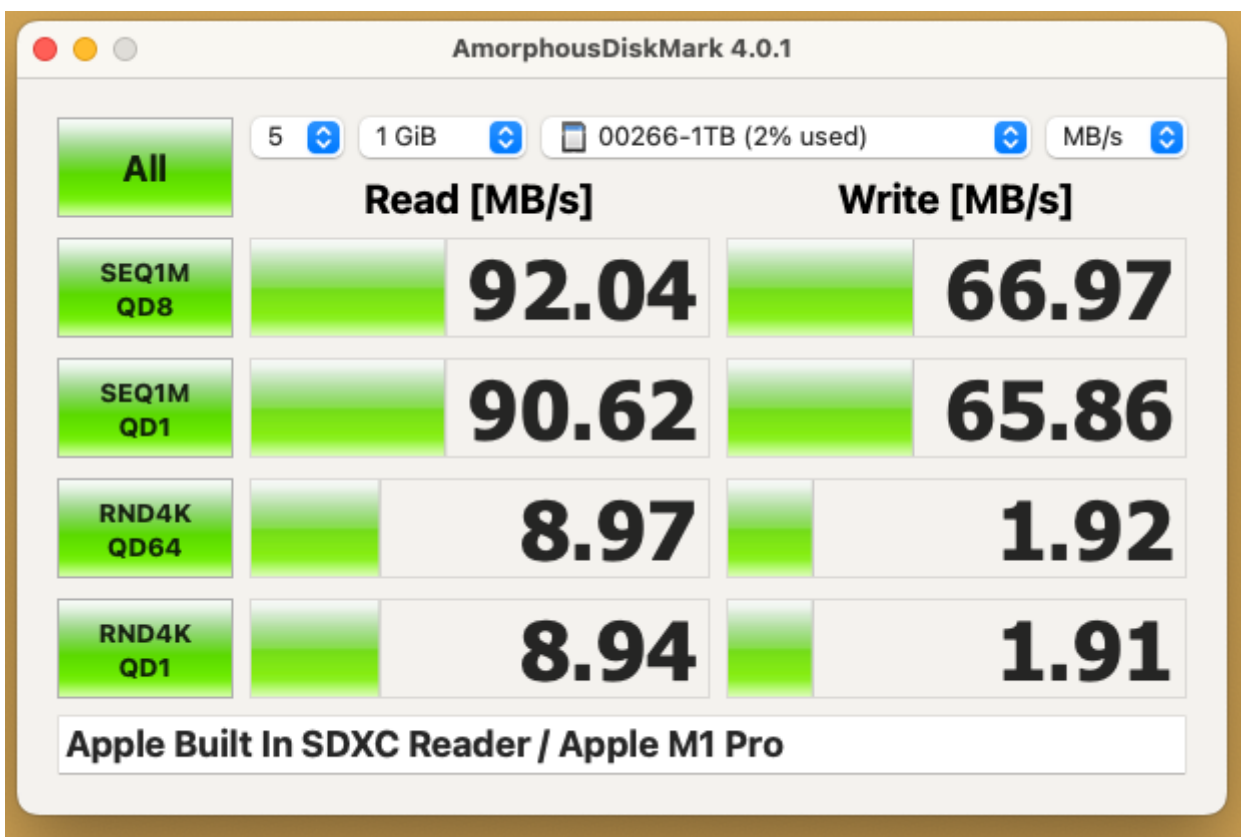 AmorphousDiskMark 4.0.1
All
5
1 GiB
00266-1TB (2% used)
MB/s
Read [MB/s]
Write [MB/s]
SEQ1M
QD8
92.04
66.97
SEQ1M
QD1
90.62
65.86
RND4K
QD64
8.97
1.92
RND4K
QD1
8.94
1.91
Apple Built In SDXC Reader / Apple M1 Pro